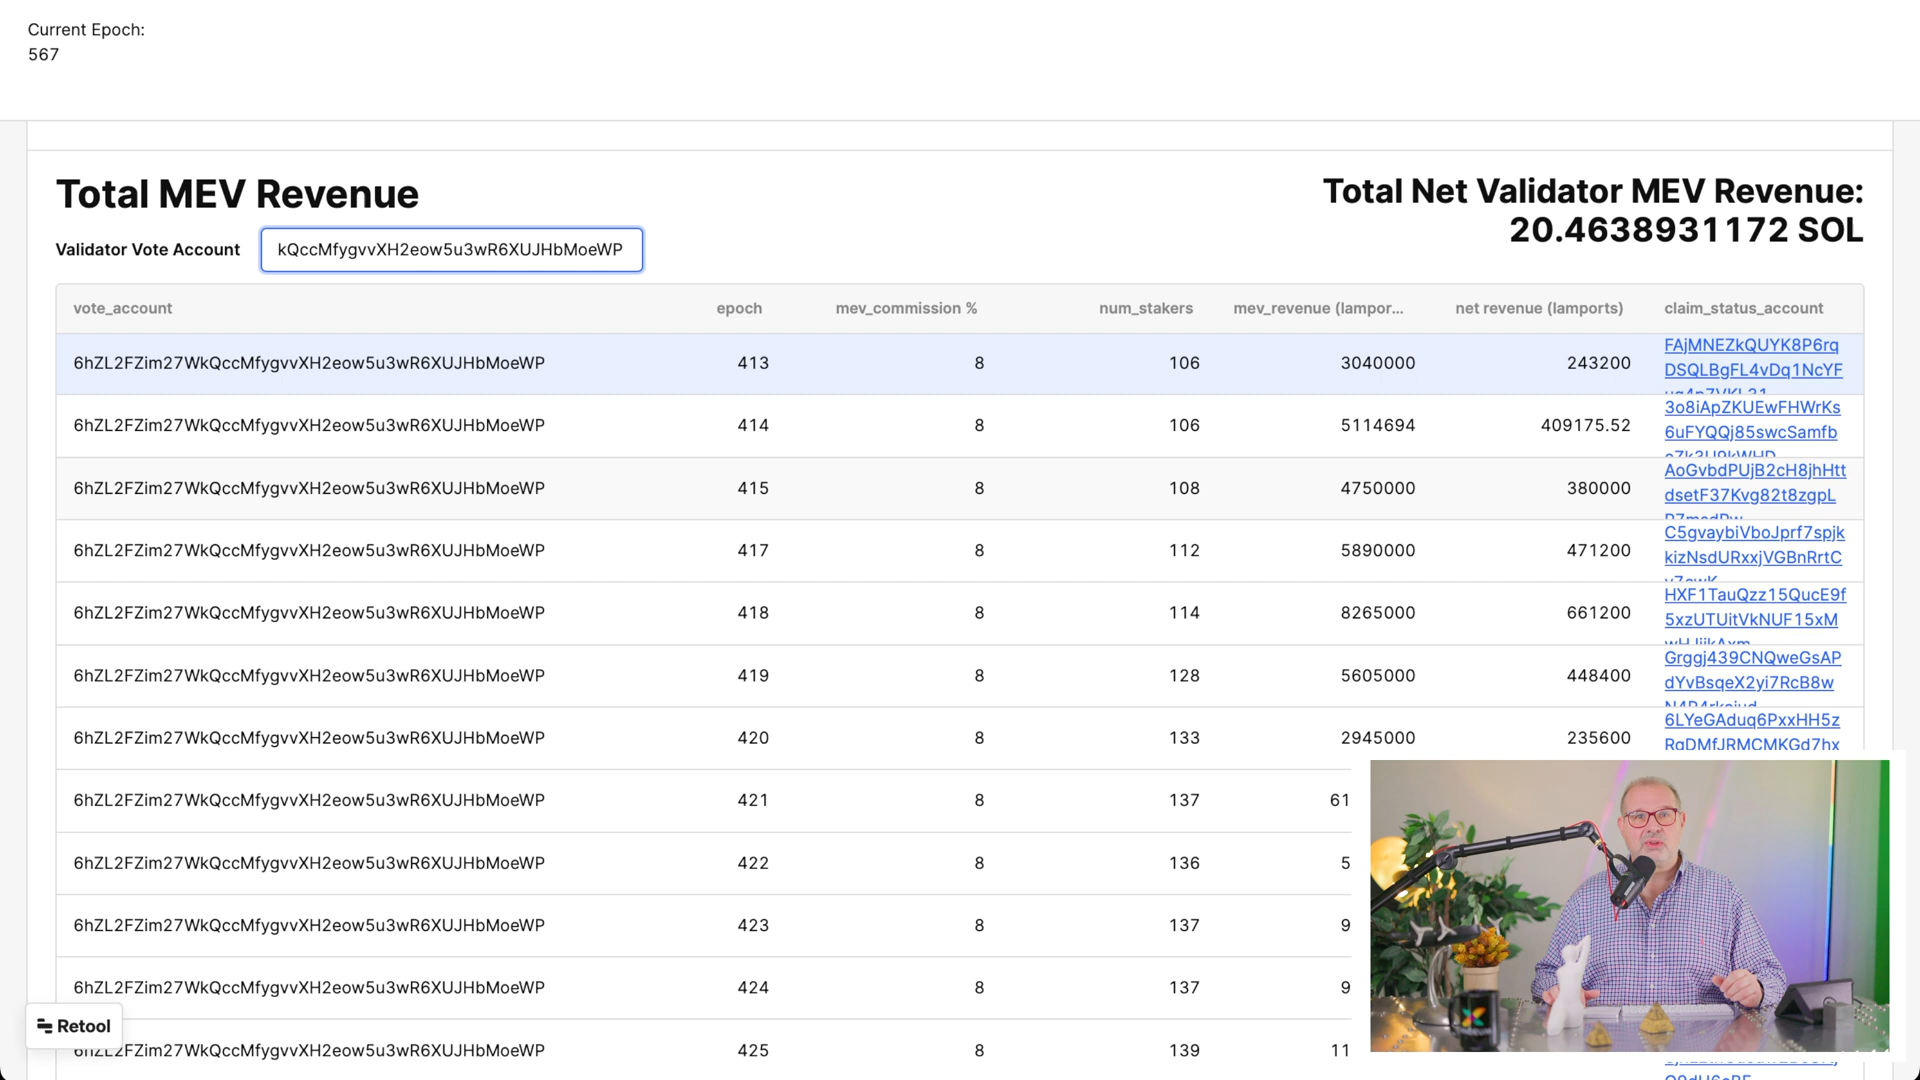 Current Epoch:
567
Total MEV Revenue
Total Net Validator MEV Revenue:
20.4638931172 SOL
Validator Vote Account kQccMfygvvXH2eow5u3wR6XUJHbMoeWP
vote_account epoch mev_commission % num_stakers mev_revenue (lampor... net revenue (lamports) claim_status_account
6hZL2FZim27WkQccMfygvvXH2eow5u3wR6XUJHbMoeWP 413 8 106 3040000 243200 FAjMNEZkQUYK8P6rq
DSQLBgFL4vDq1NcYF
6hZL2FZim27WkQccMfygvvXH2eow5u3wR6XUJHbMoeWP 414 8 106 5114694 409175.52 3o8iApZKUEwFHWrKs
6uFYQQj85swcSamfb
6hZL2FZim27WkQccMfygvvXH2eow5u3wR6XUJHbMoeWP 415 8 108 4750000 380000 AoGvbdPUjB2cH8jhHtt
dsetF37Kvg82t8zgpL
6hZL2FZim27WkQccMfygvvXH2eow5u3wR6XUJHbMoeWP 417 8 112 5890000 471200 C5gvaybiVboJprf7spjk
kizNsdURxxjVGBnRrtC
6hZL2FZim27WkQccMfygvvXH2eow5u3wR6XUJHbMoeWP 418 8 114 8265000 661200 HXF1TauQzz15QucE9f
5xzUTUitVkNUF15xM
6hZL2FZim27WkQccMfygvvXH2eow5u3wR6XUJHbMoeWP 419 8 128 5605000 448400 Grggj439CNQweGsAP
dYvBsqeX2yi7RcB8w
6hZL2FZim27WkQccMfygvvXH2eow5u3wR6XUJHbMoeWP 420 8 133 2945000 235600 6LYeGAduq6PxxHH5z
RgDMfJRMCMKGd7hx
6hZL2FZim27WkQccMfygvvXH2eow5u3wR6XUJHbMoeWP 421 8 137 61
6hZL2FZim27WkQccMfygvvXH2eow5u3wR6XUJHbMoeWP 422 8 136 5
6hZL2FZim27WkQccMfygvvXH2eow5u3wR6XUJHbMoeWP 423 8 137 9
6hZL2FZim27WkQccMfygvvXH2eow5u3wR6XUJHbMoeWP 424 8 137 9
Retool
6hZL2FZim27WkQccMfygvvXH2eow5u3wR6XUJHbMoeWP 425 8 139 11